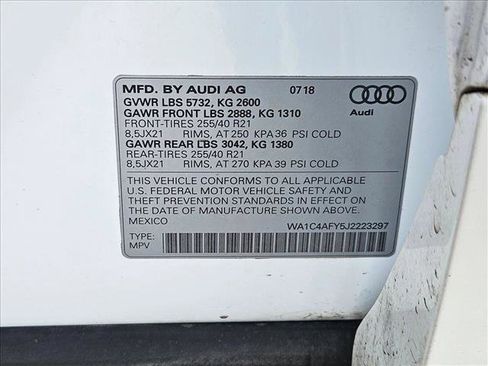 MFD. BY AUDI AG 07 18
GVWR LBS 5732, KG 2600
GAWR FRONT LBS 2888, KG 1310
FRONT-TIRES 255/40 R21
8,5JX21 RIMS, AT 250 KPA 36 PSI COLD
GAWR REAR LBS 3042, KG 1380
REAR-TIRES 255/40 R21
8,5JX21 RIMS, AT 270 KPA 39 PSI COLD
Audi
THIS VEHICLE CONFORMS TO ALL APPLICABLE
U.S. FEDERAL MOTOR VEHICLE SAFETY AND
THEFT PREVENTION STANDARDS IN EFFECT ON
THE DATE OF MANUFACTURE SHOWN ABOVE.
MEXICO
WA1C4AFY5J2223297
TYPE:
MPV